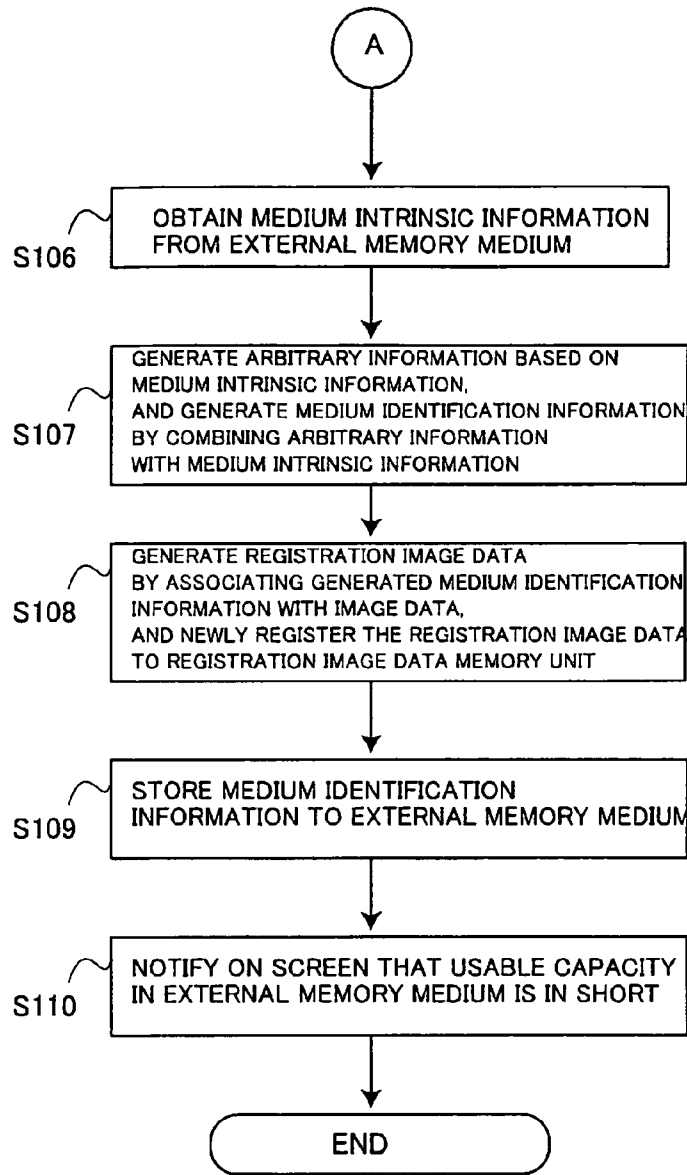 A
S106
OBTAIN MEDIUM INTRINSIC INFORMATION
FROM EXTERNAL MEMORY MEDIUM
S107
GENERATE ARBITRARY INFORMATION BASED ON
MEDIUM INTRINSIC INFORMATION,
AND GENERATE MEDIUM IDENTIFICATION INFORMATION
BY COMBINING ARBITRARY INFORMATION
WITH MEDIUM INTRINSIC INFORMATION
S108
GENERATE REGISTRATION IMAGE DATA
BY ASSOCIATING GENERATED MEDIUM IDENTIFICATION
INFORMATION WITH IMAGE DATA,
AND NEWLY REGISTER THE REGISTRATION IMAGE DATA
TO REGISTRATION IMAGE DATA MEMORY UNIT
S109
STORE MEDIUM IDENTIFICATION
INFORMATION TO EXTERNAL MEMORY MEDIUM
S110
NOTIFY ON SCREEN THAT USABLE CAPACITY
IN EXTERNAL MEMORY MEDIUM IS IN SHORT
END